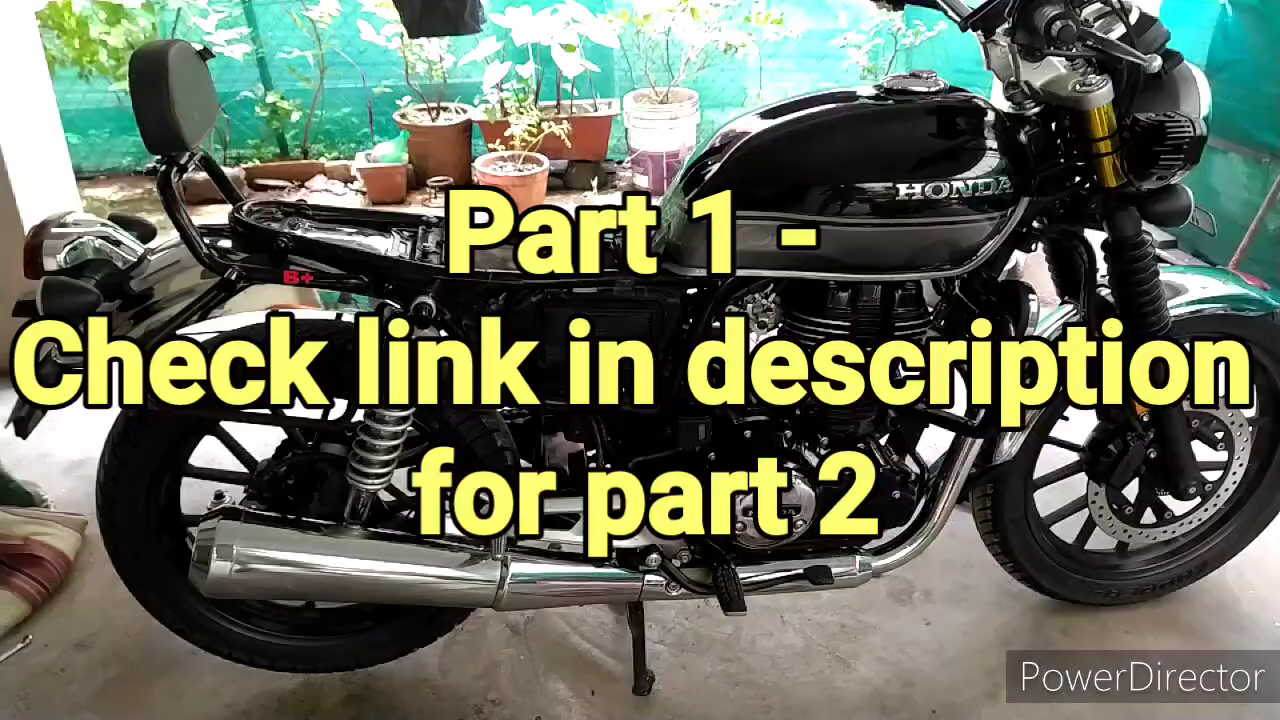 HONDA
Part 1 -
B+
Check link in description
for part 2
PowerDirector